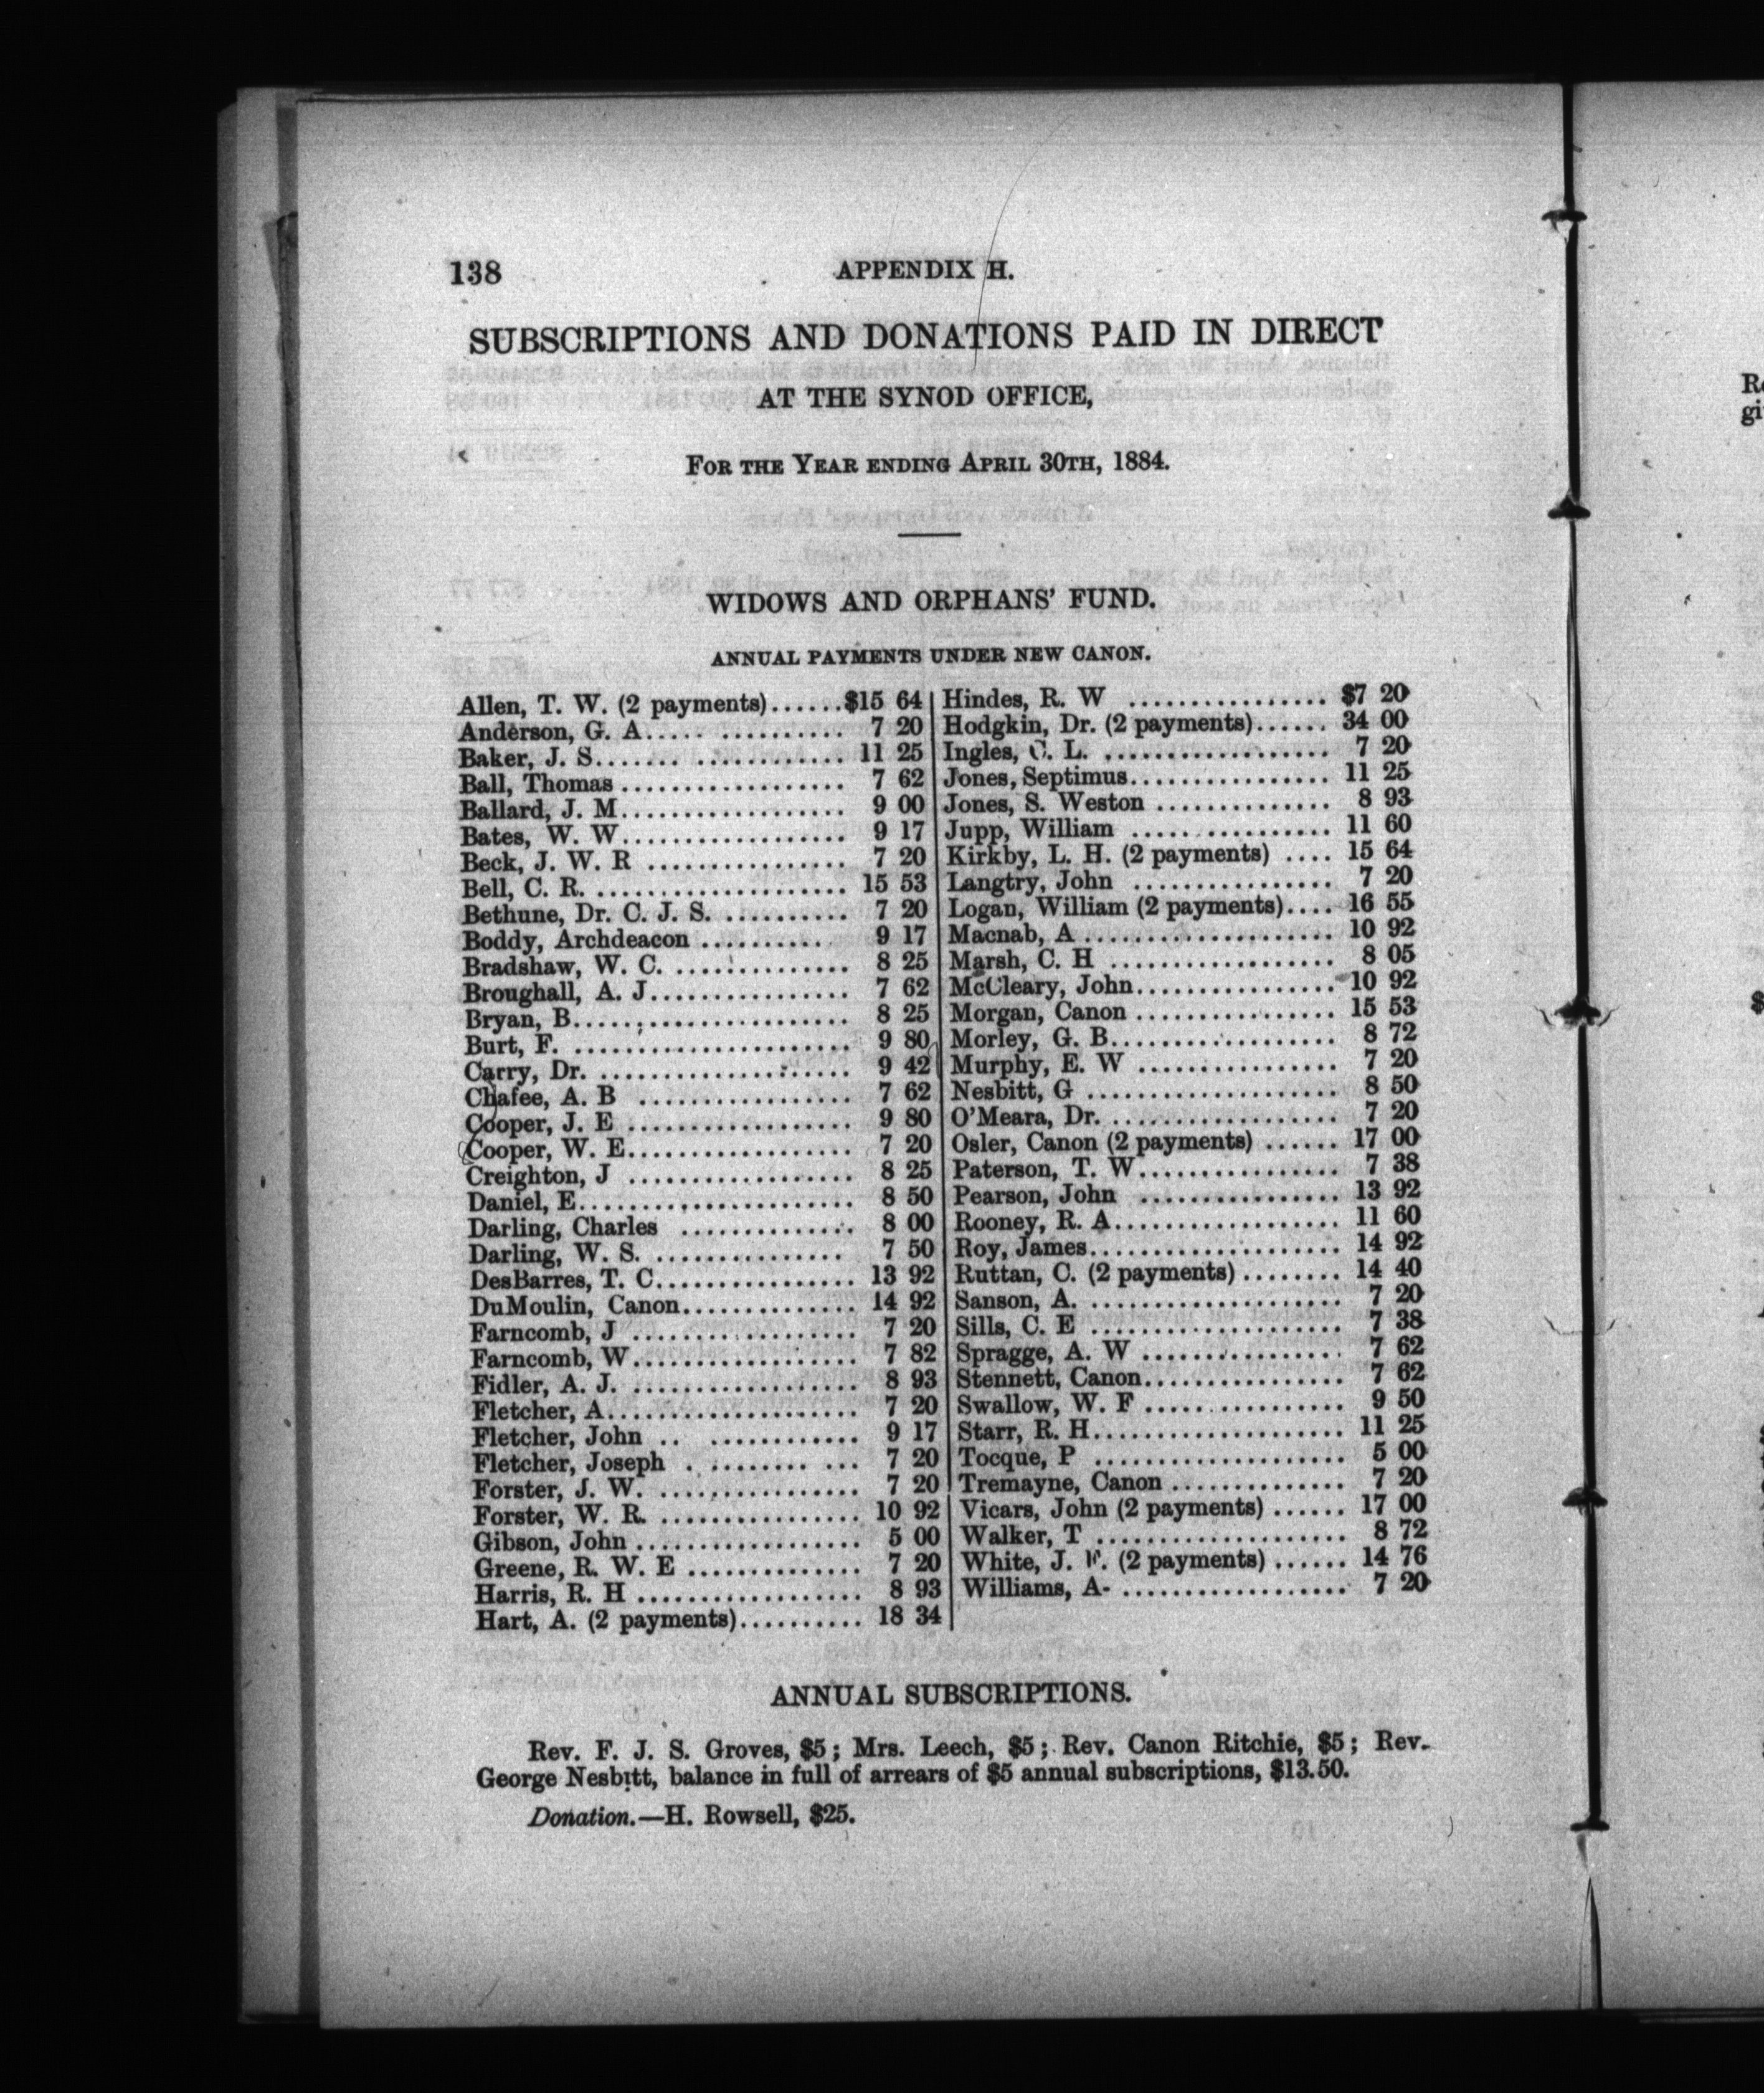 138 APPENDIX H.
SUBSCRIPTIONS AND DONATIONS PAID IN DIRECT
AT THE SYNOD OFFICE,
FOR THE YEAR ENDING APRIL 30TH, 1884.
WIDOWS AND ORPHANS' FUND.
ANNUAL PAYMENTS UNDER NEW CANON.
Allen, T. W. (2 payments)......$15 64
Anderson, G. A..... .......... 7 20
Baker, J. S....... ............ 11 25
Ball, Thomas .................. 7 62
Ballard, J. M.................. 9 00
Bates, W. W.................. 9 17
Beck, J. W. R ................ 7 20
Bell, C. R. .................... 15 53
Bethune, Dr. C. J. S. .......... 7 20
Boddy, Archdeacon .......... 9 17
Bradshaw, W. C. .............. 8 25
Broughall, A. J................ 7 62
Bryan, B...................... 8 25
Burt, F. ...................... 9 80
Carry, Dr. .................... 9 42
Chafee, A. B ................. 7 62
Cooper, J. E .................. 9 80
Cooper, W. E.................. 7 20
Creighton, J .................. 8 25
Daniel, E...................... 8 50
Darling, Charles .............. 8 00
Darling, W. S. ............... 7 50
DesBarres, T. C................ 13 92
DuMoulin, Canon.............. 14 92
Farncomb, J .................. 7 20
Farncomb, W.................. 7 82
Fidler, A. J. .................. 8 93
Fletcher, A.................... 7 20
Fletcher, John .. ............ 9 17
Fletcher, Joseph . ........ ... 7 20
Forster, J. W. ................ 7 20
Forster, W. R. ................ 10 92
Gibson, John .................. 5 00
Greene, R. W. E .............. 7 20
Harris, R. H .................. 8 93
Hart, A. (2 payments).......... 18 34
Hindes, R. W ................ $7 20
Hodgkin, Dr. (2 payments)...... 34 00
Ingles, C. L. .................. 7 20
Jones, Septimus................ 11 25
Jones, S. Weston .............. 8 93
Jupp, William ................ 11 60
Kirkby, L. H. (2 payments) .... 15 64
Langtry, John ................ 7 20
Logan, William (2 payments).... 16 55
Macnab, A .................... 10 92
Marsh, C. H .................. 8 05
McCleary, John................ 10 92
Morgan, Canon ................ 15 53
Morley, G. B.................. 8 72
Murphy, E. W ................ 7 20
Nesbitt, G .................... 8 50
O'Meara, Dr. .................. 7 20
Osler, Canon (2 payments) ...... 17 00
Paterson, T. W................ 7 38
Pearson, John ................ 13 92
Rooney, R. A.................. 11 60
Roy, James.................... 14 92
Ruttan, C. (2 payments) ........ 14 40
Sanson, A. .................... 7 20
Sills, C. E .................... 7 38
Spragge, A. W ................ 7 62
Stennett, Canon................ 7 62
Swallow, W. F ................ 9 50
Starr, R. H.................... 11 25
Tocque, P .................... 5 00
Tremayne, Canon .............. 7 20
Vicars, John (2 payments) ...... 17 00
Walker, T .................... 8 72
White, J. F. (2 payments) ...... 14 76
Williams, A- .................. 7 20
ANNUAL SUBSCRIPTIONS.
Rev. F. J. S. Groves, $5; Mrs. Leech, $5; Rev. Canon Ritchie, $5; Rev.
George Nesbitt, balance in full of arrears of $5 annual subscriptions, $13.50.
Donation.—H. Rowsell, $25.